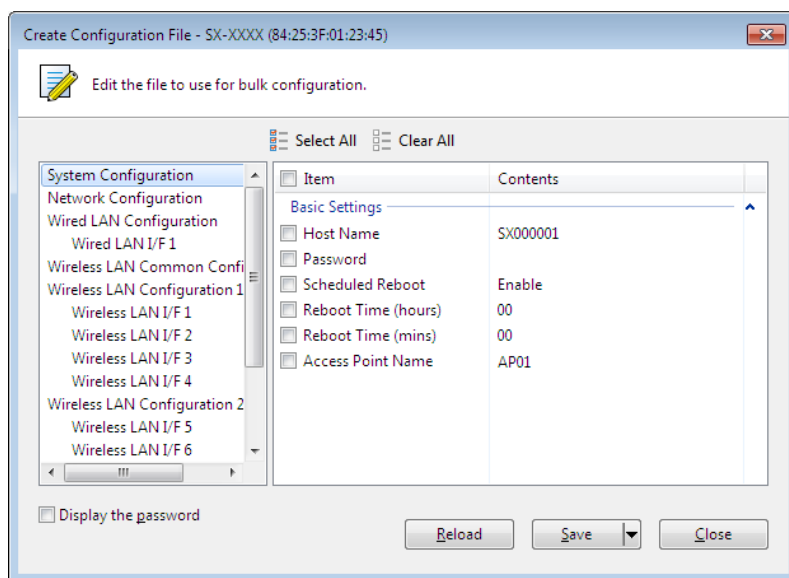 Create Configuration File - SX-XXXX (84:25:3F:01:23:45)
Edit the file to use for bulk configuration.
Select All Clear All
System Configuration
Network Configuration
Wired LAN Configuration
Wired LAN I/F 1
Wireless LAN Common Confi
Wireless LAN Configuration 1
Wireless LAN I/F 1
Wireless LAN I/F 2
Wireless LAN I/F 3
Wireless LAN I/F 4
Wireless LAN Configuration 2
Wireless LAN I/F 5
Wireless LAN I/F 6
Item Contents
Basic Settings
Host Name SX000001
Password
Scheduled Reboot Enable
Reboot Time (hours) 00
Reboot Time (mins) 00
Access Point Name AP01
Display the password
Reload Save Close